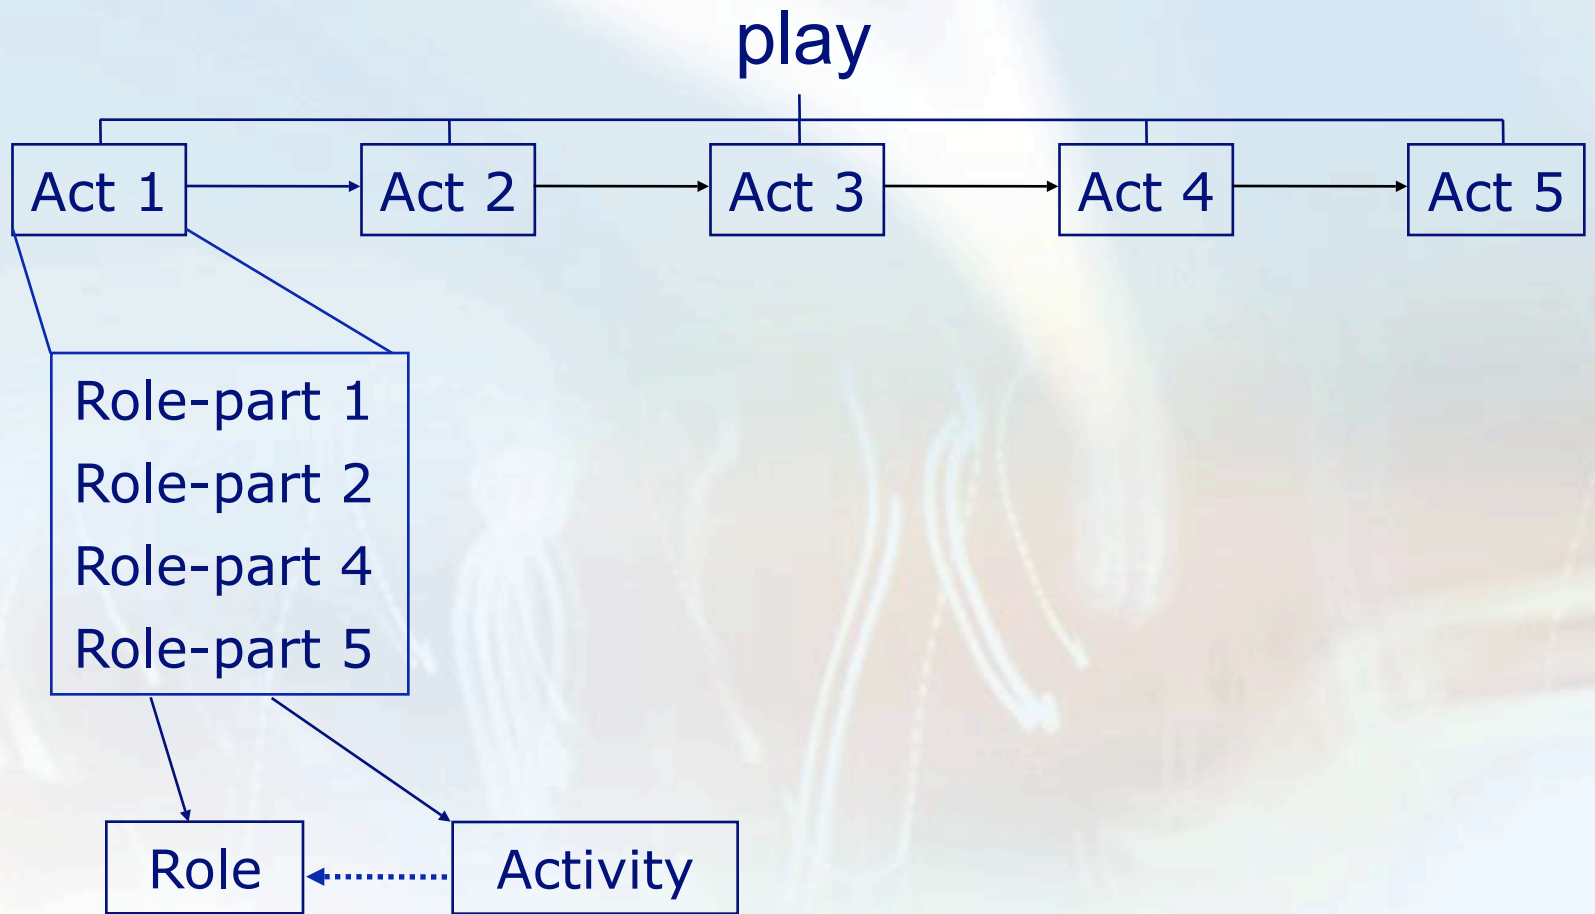 play
Act 1
Act 2
Act 3
Act 4
Act 5
Role-part 1
Role-part 2
Role-part 4
Role-part 5
Role
Activity